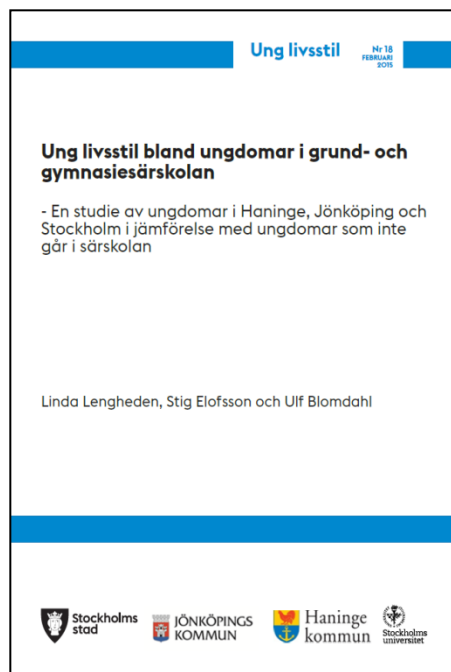 Ung livsstil
Nr 18
FEBRUARI
2015
Ung livsstil bland ungdomar i grund- och
gymnasiesärskolan
- En studie av ungdomar i Haninge, Jönköping och
Stockholm i jämförelse med ungdomar som inte
går i särskolan
Linda Lengheden, Stig Elofsson och Ulf Blomdahl
Stockholms
stad
JÖNKÖPINGS
KOMMUN
Haninge
kommun
Stockholms
universitet